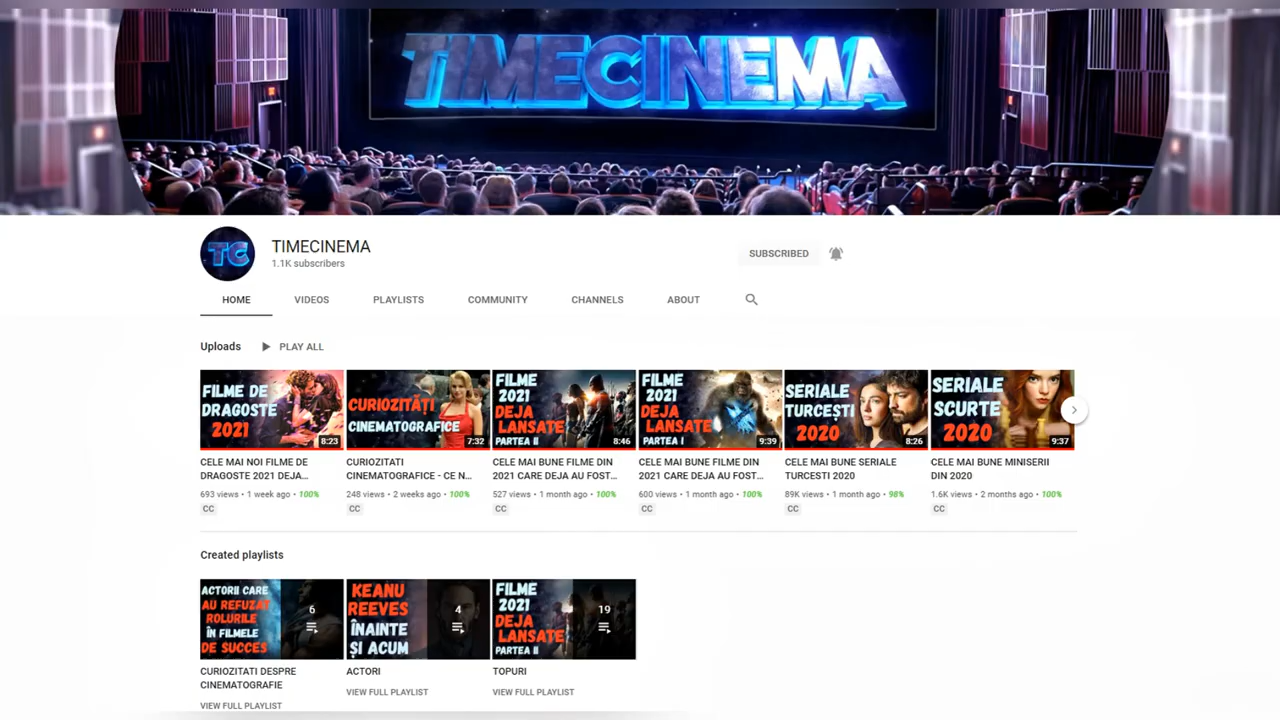 TIMECINEMA
TC
TIMECINEMA
1.1K subscribers
SUBSCRIBED
HOME VIDEOS PLAYLISTS COMMUNITY CHANNELS ABOUT
Uploads PLAY ALL
FILME DE
DRAGOSTE
2021
8:23
CURIOZITĂȚI
CINEMATOGRAFICE
7:32
FILME
2021
DEJA
LANSATE
PARTEA II
8:46
FILME
2021
DEJA
LANSATE
PARTEA I
9:39
SERIALE
TURCEȘTI
2020
8:26
SERIALE
SCURTE
2020
9:37
CELE MAI NOI FILME DE
DRAGOSTE 2021 DEJA...
693 views • 1 week ago • 100%
CC
CURIOZITATI
CINEMATOGRAFICE - CE N...
248 views • 2 weeks ago • 100%
CC
CELE MAI BUNE FILME DIN
2021 CARE DEJA AU FOST...
527 views • 1 month ago • 100%
CC
CELE MAI BUNE FILME DIN
2021 CARE DEJA AU FOST...
600 views • 1 month ago • 100%
CC
CELE MAI BUNE SERIALE
TURCESTI 2020
89K views • 1 month ago • 98%
CC
CELE MAI BUNE MINISERII
DIN 2020
1.6K views • 2 months ago • 100%
CC
Created playlists
ACTORII CARE
AU REFUZAT
ROLURILE
ÎN FILMELE
DE SUCCES
6
KEANU
REEVES
ÎNAINTE
ȘI ACUM
4
FILME
2021
DEJA
LANSATE
PARTEA II
19
CURIOZITATI DESPRE
CINEMATOGRAFIE
VIEW FULL PLAYLIST
ACTORI
VIEW FULL PLAYLIST
TOPURI
VIEW FULL PLAYLIST